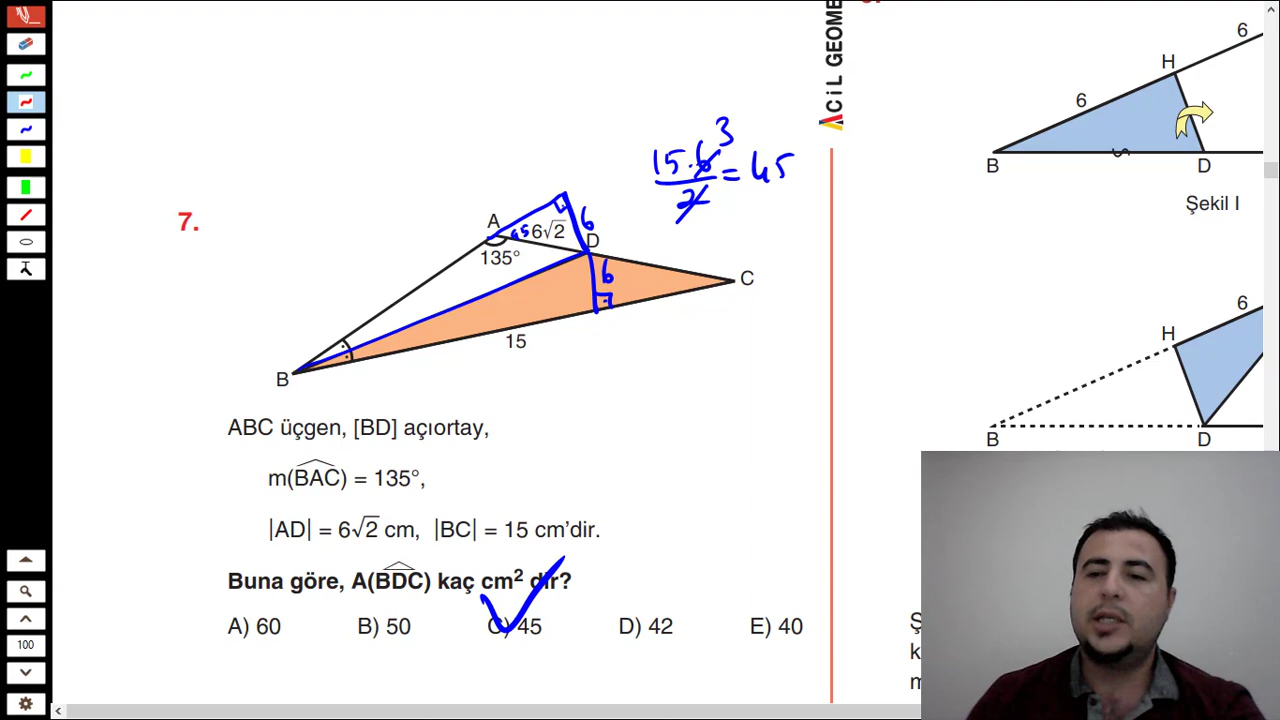 ACiL GEOME
7.
A
6√2
45
6
D
135°
6
C
15
B
15·6 3
2
= 45
ABC üçgen, [BD] açıortay,
m(BAC) = 135°,
|AD| = 6√2 cm, |BC| = 15 cm’dir.
Buna göre, A(BDC) kaç cm² dir?
A) 60 B) 50 C) 45 D) 42 E) 40
6
H
6
B
D
Şekil I
6
H
B
D
100